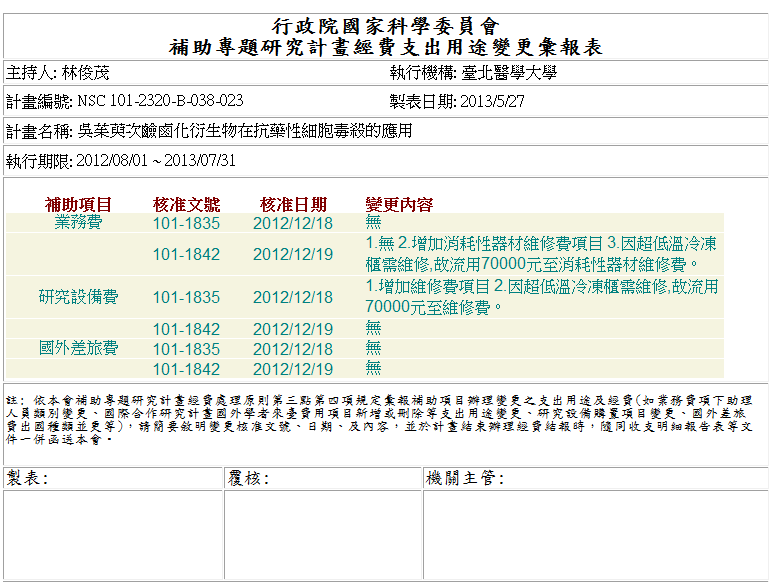 行政院國家科學委員會
補助專題研究計畫經費支出用途變更彙報表
主持人: 林俊茂 執行機構: 臺北醫學大學
計畫編號: NSC 101-2320-B-038-023 製表日期: 2013/5/27
計畫名稱: 吳茱萸次鹼鹵化衍生物在抗藥性細胞毒殺的應用
執行期限: 2012/08/01 ~ 2013/07/31
補助項目 核准文號 核准日期 變更內容
業務費 101-1835 2012/12/18 無
101-1842 2012/12/19 1.無 2.增加消耗性器材維修費項目 3.因超低溫冷凍
櫃需維修,故流用70000元至消耗性器材維修費。
研究設備費 101-1835 2012/12/18 1.增加維修費項目 2.因超低溫冷凍櫃需維修,故流用
70000元至維修費。
101-1842 2012/12/19 無
國外差旅費 101-1835 2012/12/18 無
101-1842 2012/12/19 無
註: 依本會補助專題研究計畫經費處理原則第三點第四項規定彙報補助項目辦理變更之支出用途及經費(如業務費項下助理
人員類別變更、國際合作研究計畫國外學者來臺費用項目新增或刪除等支出用途變更、研究設備購置項目變更、國外差旅
費出國種類並更等)，請簡要敘明變更核准文號、日期、及內容，並於計畫結束辦理經費結報時，隨同收支明細報告表等文
件一併函送本會。
製表: 覆核: 機關主管: